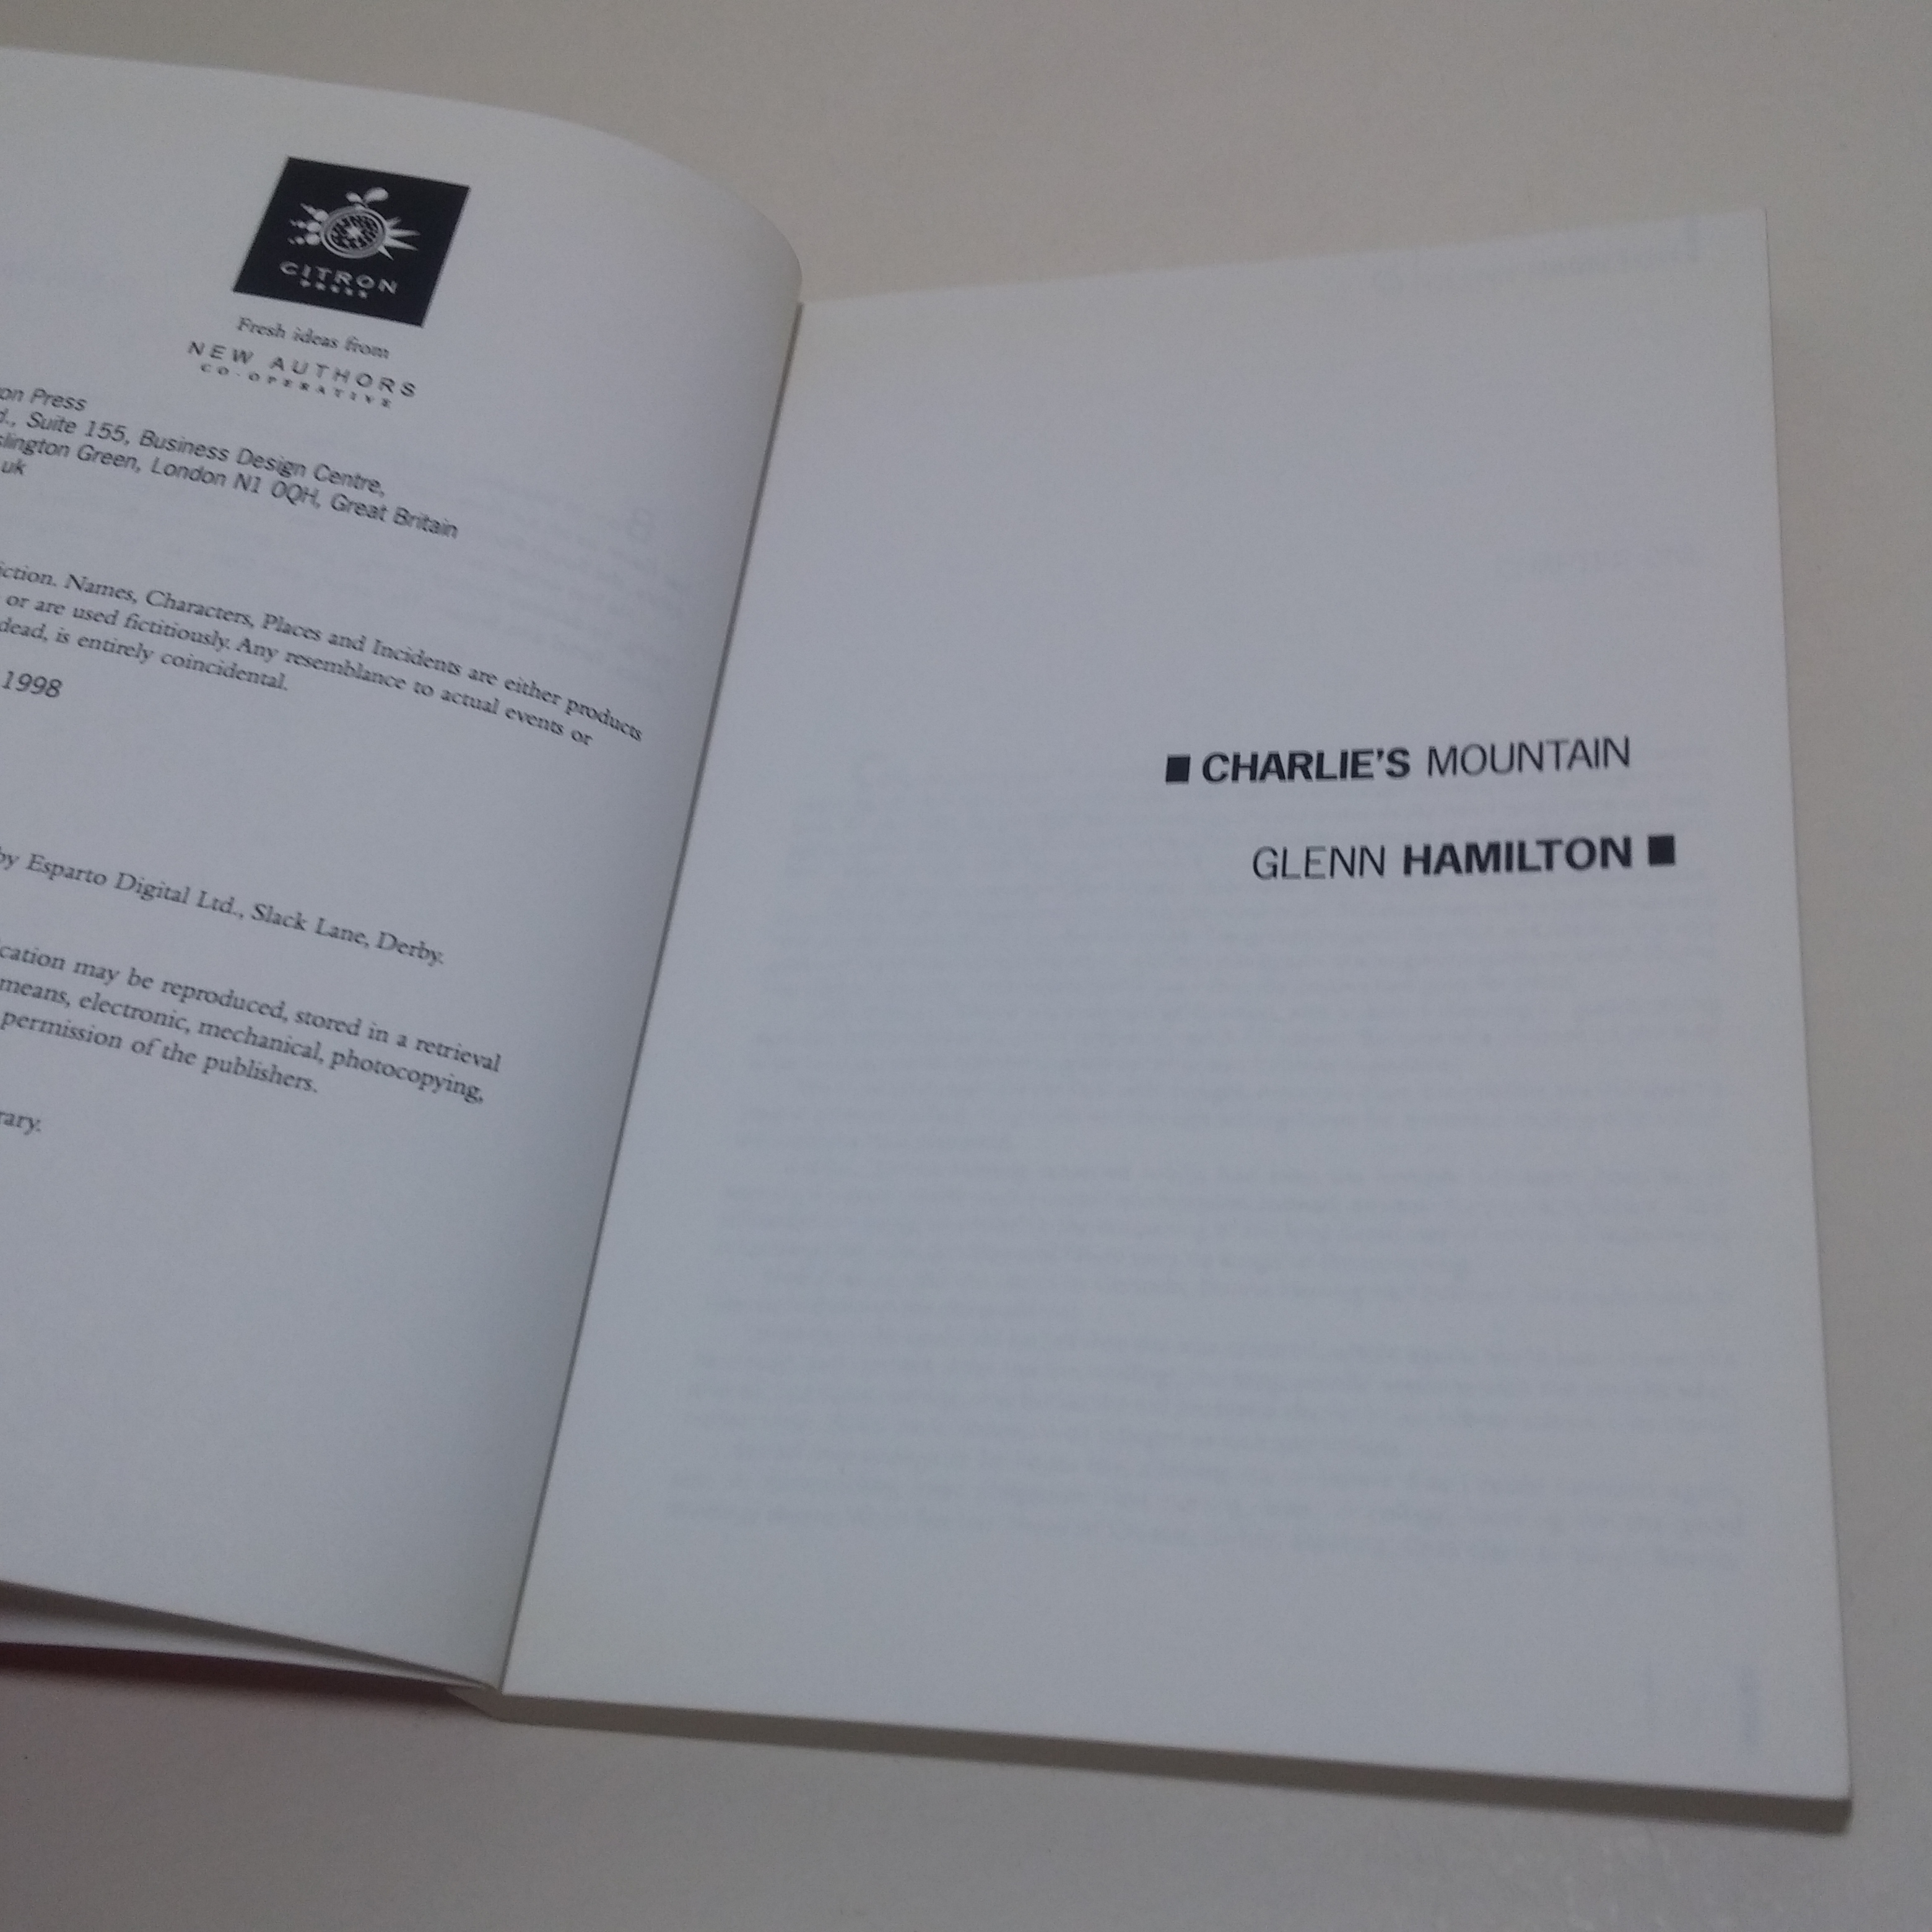 CITRON
PRESS
Fresh ideas from
NEW AUTHORS
CO-OPERATIVE
on Press
d., Suite 155, Business Design Centre,
slington Green, London N1 0QH, Great Britain
uk
iction. Names, Characters, Places and Incidents are either products
or are used fictitiously. Any resemblance to actual events or
dead, is entirely coincidental.
1998
by Esparto Digital Ltd., Slack Lane, Derby.
cation may be reproduced, stored in a retrieval
means, electronic, mechanical, photocopying,
permission of the publishers.
rary.
■ CHARLIE'S MOUNTAIN
GLENN HAMILTON ■